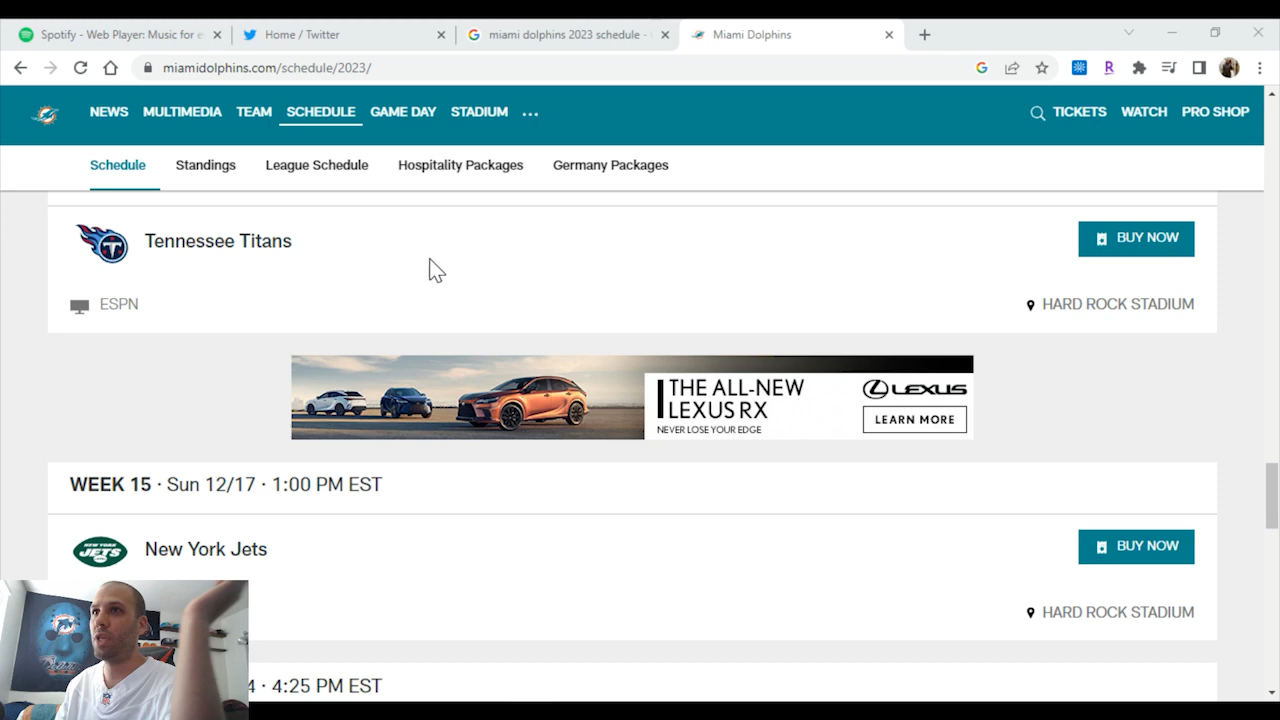 Spotify - Web Player: Music for e
Home / Twitter
miami dolphins 2023 schedule -
Miami Dolphins
miamidolphins.com/schedule/2023/
NEWS MULTIMEDIA TEAM SCHEDULE GAME DAY STADIUM ... TICKETS WATCH PRO SHOP
Schedule Standings League Schedule Hospitality Packages Germany Packages
Tennessee Titans
BUY NOW
ESPN
HARD ROCK STADIUM
THE ALL-NEW
LEXUS RX
NEVER LOSE YOUR EDGE
LEXUS
LEARN MORE
WEEK 15 · Sun 12/17 · 1:00 PM EST
NEW YORK
JETS
New York Jets
BUY NOW
HARD ROCK STADIUM
4 · 4:25 PM EST